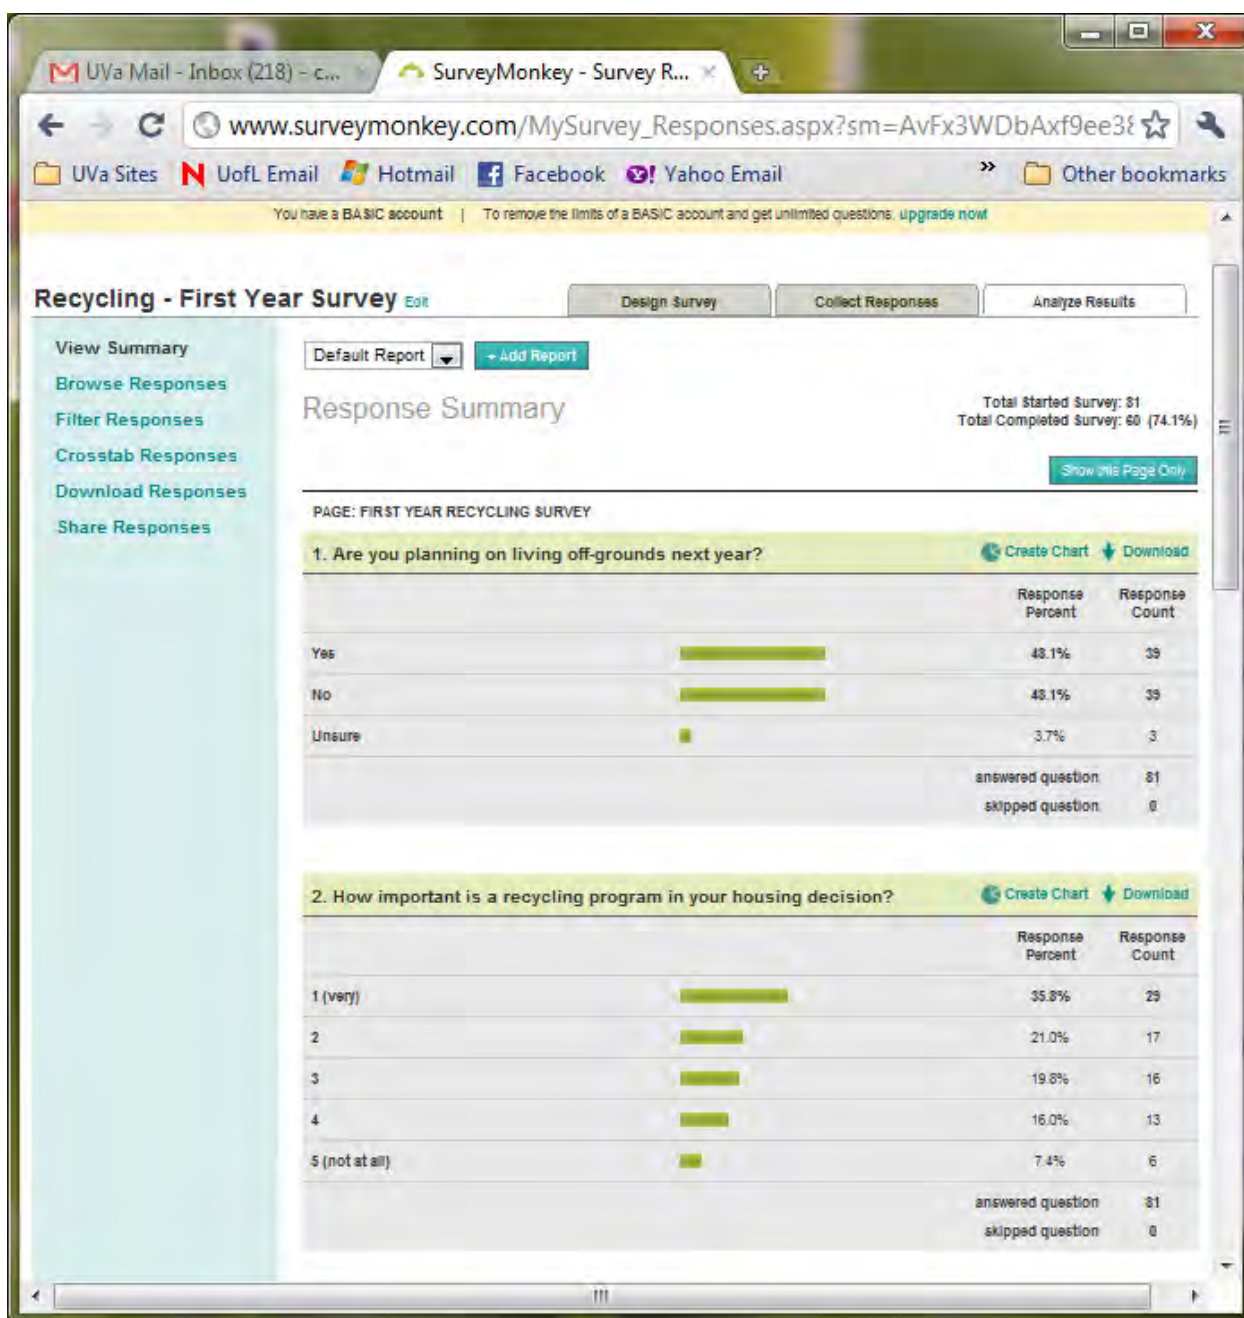 UVa Mail - Inbox (218) - c...
SurveyMonkey - Survey R...
www.surveymonkey.com/MySurvey_Responses.aspx?sm=AvFx3WDbAxf9ee38
UVa Sites N UofL Email Hotmail Facebook Yahoo Email » Other bookmarks
You have a BASIC account | To remove the limits of a BASIC account and get unlimited questions, upgrade now!
Recycling - First Year Survey Edit
Design Survey Collect Responses Analyze Results
View Summary
Browse Responses
Filter Responses
Crosstab Responses
Download Responses
Share Responses
Default Report + Add Report
Response Summary
Total Started Survey: 81
Total Completed Survey: 60 (74.1%)
Show this Page Only
PAGE: FIRST YEAR RECYCLING SURVEY
1. Are you planning on living off-grounds next year? Create Chart Download
Response Percent Response Count
Yes 48.1% 39
No 48.1% 39
Unsure 3.7% 3
answered question 81
skipped question 0
2. How important is a recycling program in your housing decision? Create Chart Download
Response Percent Response Count
1 (very) 35.8% 29
2 21.0% 17
3 19.8% 16
4 16.0% 13
5 (not at all) 7.4% 6
answered question 81
skipped question 0